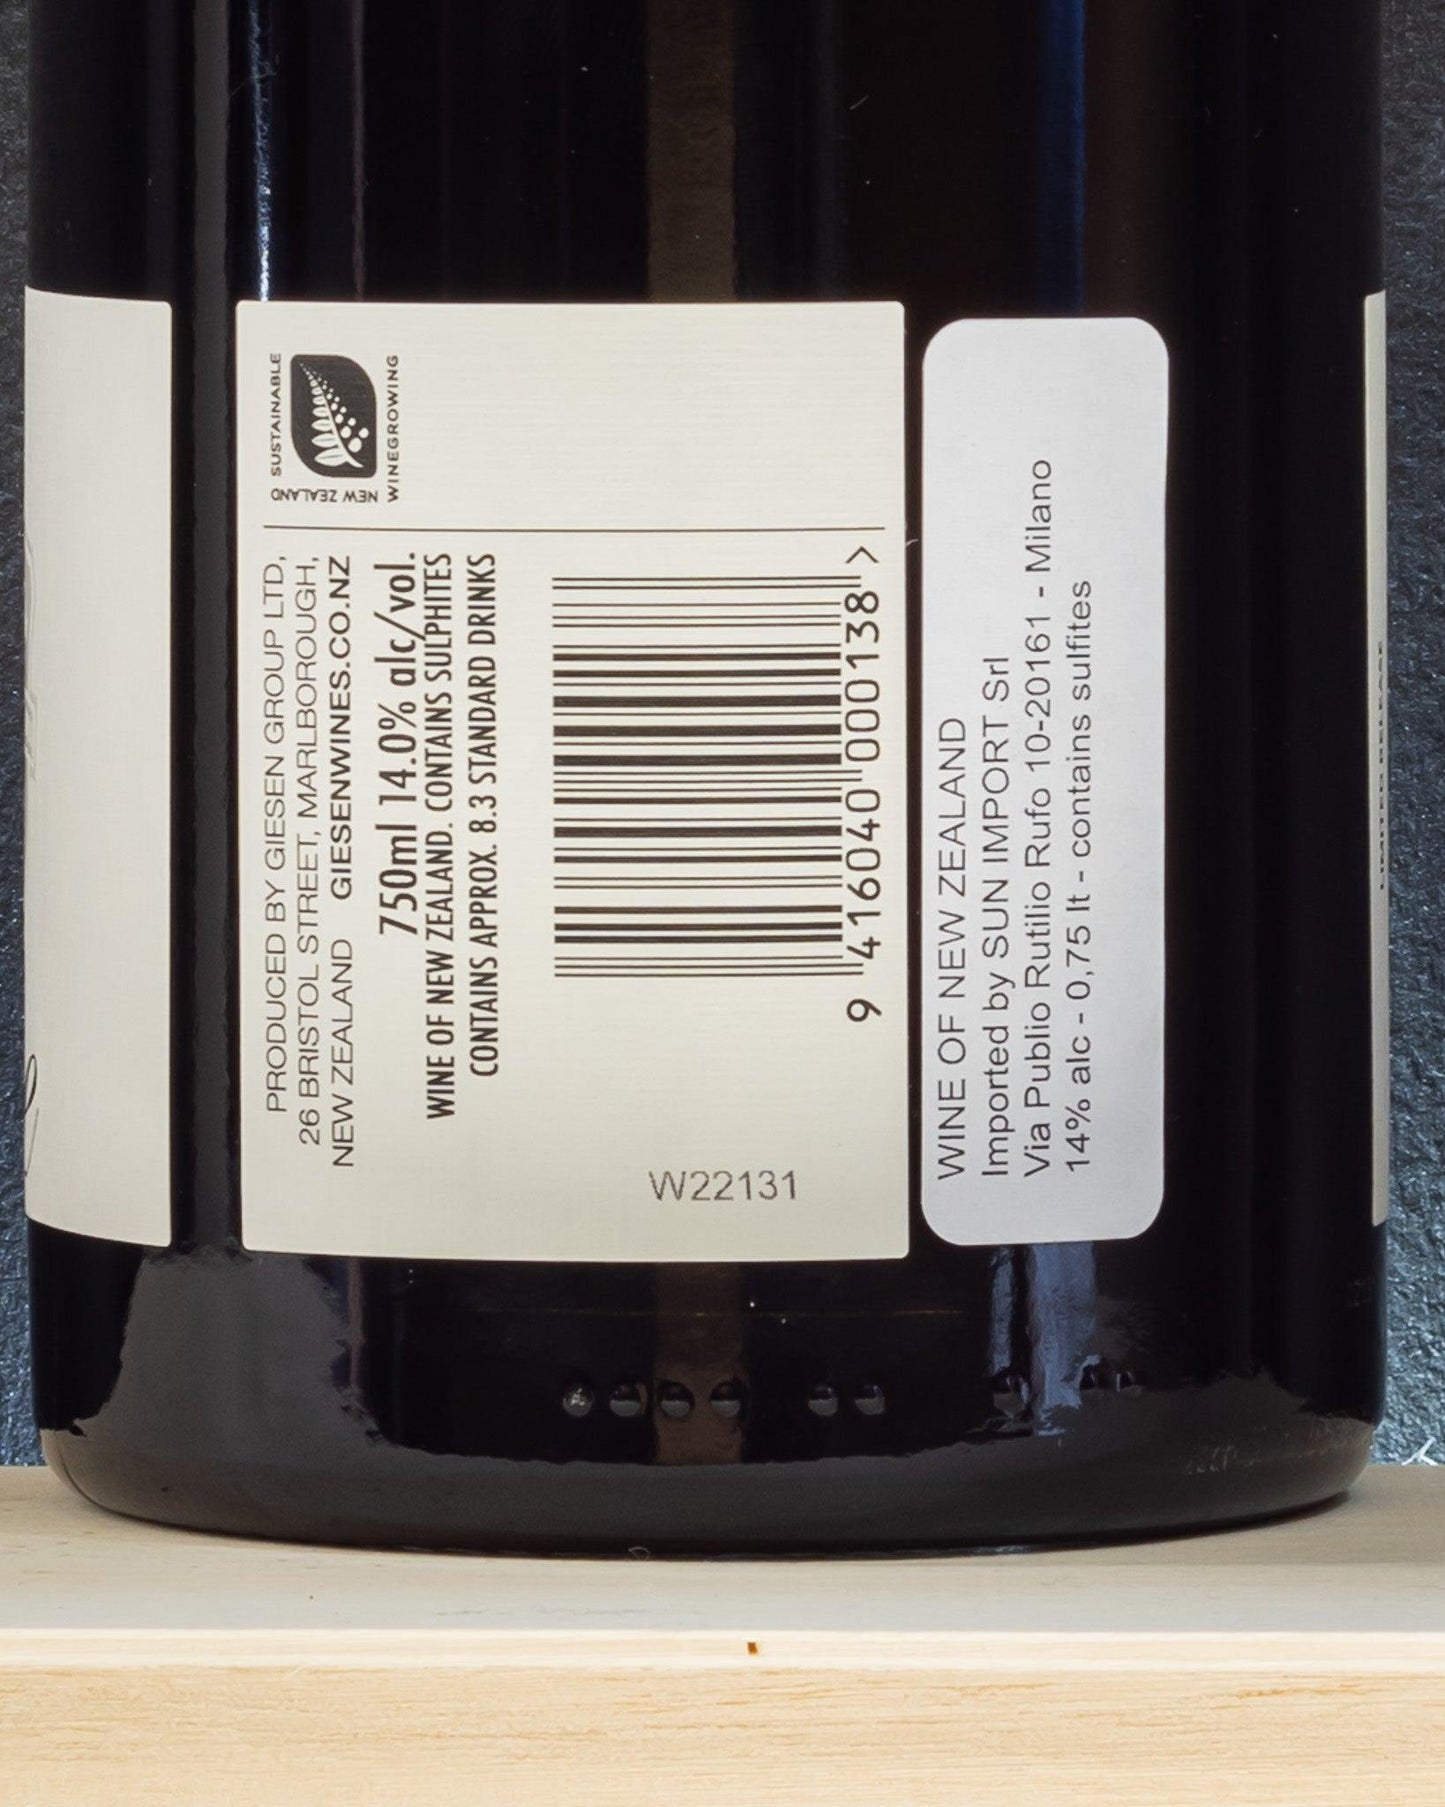 SUSTAINABLE
WINEGROWING
NEW ZEALAND
PRODUCED BY GIESEN GROUP LTD,
26 BRISTOL STREET, MARLBOROUGH,
NEW ZEALAND GIESENWINES.CO.NZ
750ml 14.0% alc/vol.
WINE OF NEW ZEALAND. CONTAINS SULPHITES
CONTAINS APPROX. 8.3 STANDARD DRINKS
9 416040 000138 >
W22131
WINE OF NEW ZEALAND
Imported by SUN IMPORT Srl
Via Publio Rutilio Rufo 10-20161 - Milano
14% alc - 0,75 lt - contains sulfites
LIMITED RELEASE